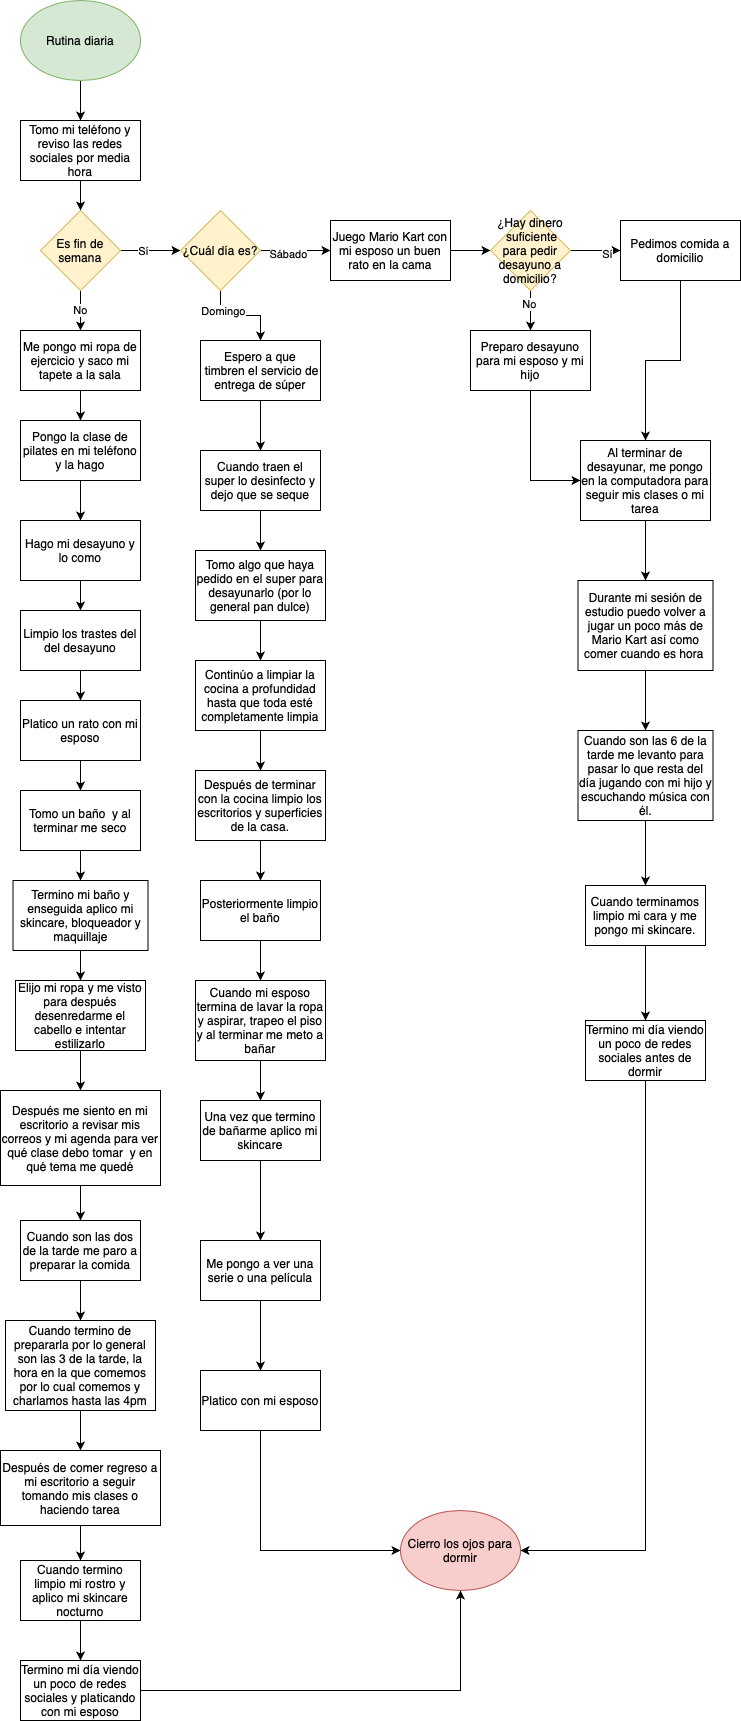 Rutina diaria
Tomo mi teléfono y
reviso las redes
sociales por media
hora
Es fin de
semana
Sí
¿Cuál día es?
Sábado
Juego Mario Kart con
mi esposo un buen
rato en la cama
¿Hay dinero
suficiente
para pedir
desayuno a
domicilio?
Sí
Pedimos comida a
domicilio
No
Domingo
No
Me pongo mi ropa de
ejercicio y saco mi
tapete a la sala
Pongo la clase de
pilates en mi teléfono
y la hago
Hago mi desayuno y
lo como
Limpio los trastes del
del desayuno
Platico un rato con mi
esposo
Tomo un baño  y al
terminar me seco
Termino mi baño y
enseguida aplico mi
skincare, bloqueador y
maquillaje
Elijo mi ropa y me visto
para después
desenredarme el
cabello e intentar
estilizarlo
Después me siento en mi
escritorio a revisar mis
correos y mi agenda para ver
qué clase debo tomar  y en
qué tema me quedé
Cuando son las dos
de la tarde me paro a
preparar la comida
Cuando termino de
prepararla por lo general
son las 3 de la tarde, la
hora en la que comemos
por lo cual comemos y
charlamos hasta las 4pm
Después de comer regreso a
mi escritorio a seguir
tomando mis clases o
haciendo tarea
Cuando termino
limpio mi rostro y
aplico mi skincare
nocturno
Termino mi día viendo
un poco de redes
sociales y platicando
con mi esposo
Espero a que
timbren el servicio de
entrega de súper
Cuando traen el
super lo desinfecto y
dejo que se seque
Tomo algo que haya
pedido en el super para
desayunarlo (por lo
general pan dulce)
Continúo a limpiar la
cocina a profundidad
hasta que toda esté
completamente limpia
Después de terminar
con la cocina limpio los
escritorios y superficies
de la casa.
Posteriormente limpio
el baño
Cuando mi esposo
termina de lavar la ropa
y aspirar, trapeo el piso
y al terminar me meto a
bañar
Una vez que termino
de bañarme aplico mi
skincare
Me pongo a ver una
serie o una película
Platico con mi esposo
Preparo desayuno
para mi esposo y mi
hijo
Al terminar de
desayunar, me pongo
en la computadora para
seguir mis clases o mi
tarea
Durante mi sesión de
estudio puedo volver a
jugar un poco más de
Mario Kart así como
comer cuando es hora
Cuando son las 6 de la
tarde me levanto para
pasar lo que resta del
día jugando con mi hijo y
escuchando música con
él.
Cuando terminamos
limpio mi cara y me
pongo mi skincare.
Termino mi día viendo
un poco de redes
sociales antes de
dormir
Cierro los ojos para
dormir